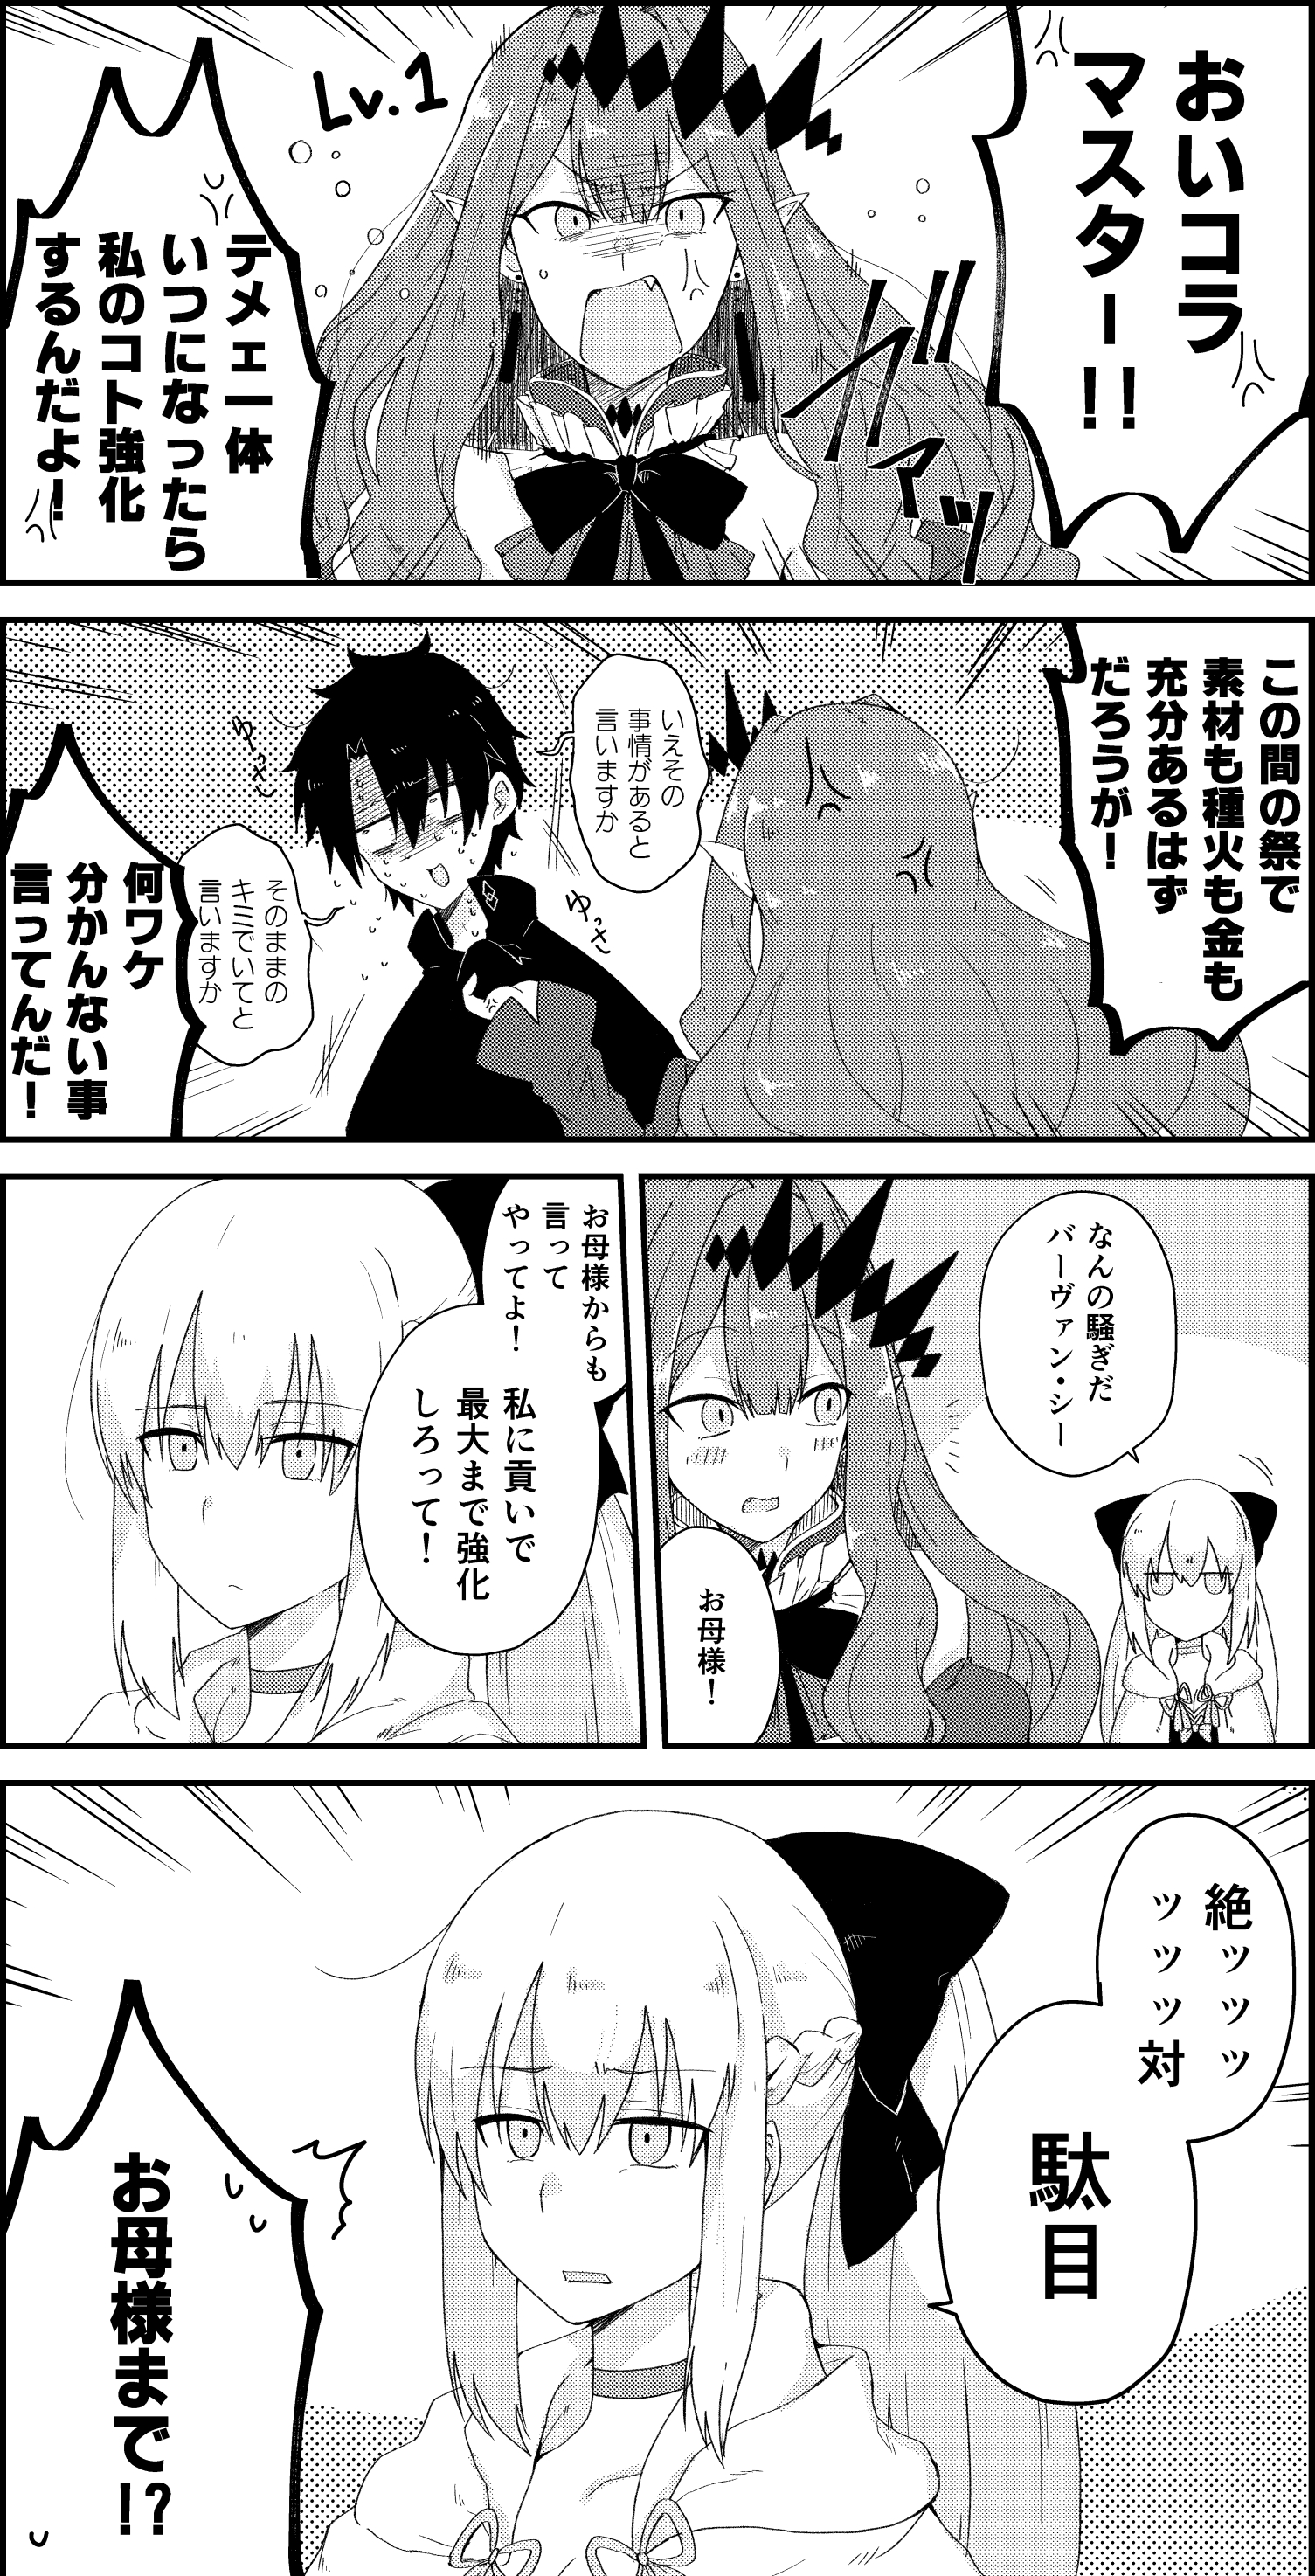 おいコラ
マスター!!
Lv.1
グアッ
テメェ一体
いつになったら
私のコト強化
するんだよ!
この間の祭で
素材も種火も金も
充分あるはず
だろうが!
いえその
事情があると
言いますか
ゆっさ
ゆっさ
そのままの
キミでいてと
言いますか
何ワケ
分かんない事
言ってんだ!
なんの騒ぎだ
バーヴァン・シー
お母様!
お母様からも
言って
やってよ!
私に貢いで
最大まで強化
しろって!
絶ッッッッ
ッッッッ対
駄目
お母様まで!?